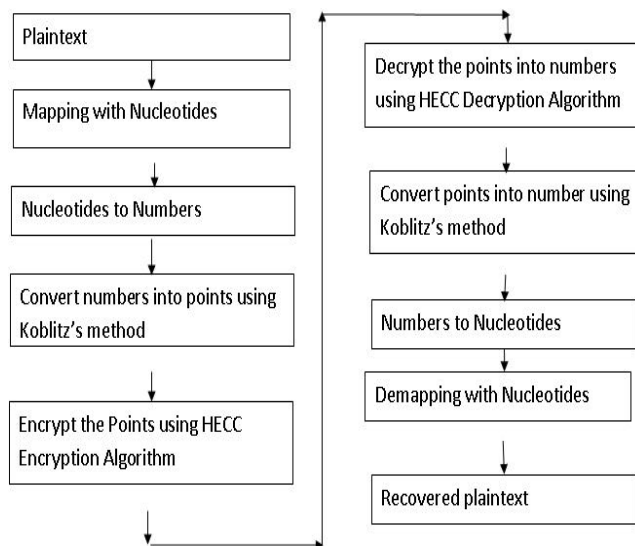 Plaintext
Mapping with Nucleotides
Nucleotides to Numbers
Convert numbers into points using
Koblitz's method
Encrypt the Points using HECC
Encryption Algorithm
Decrypt the points into numbers
using HECC Decryption Algorithm
Convert points into number using
Koblitz's method
Numbers to Nucleotides
Demapping with Nucleotides
Recovered plaintext